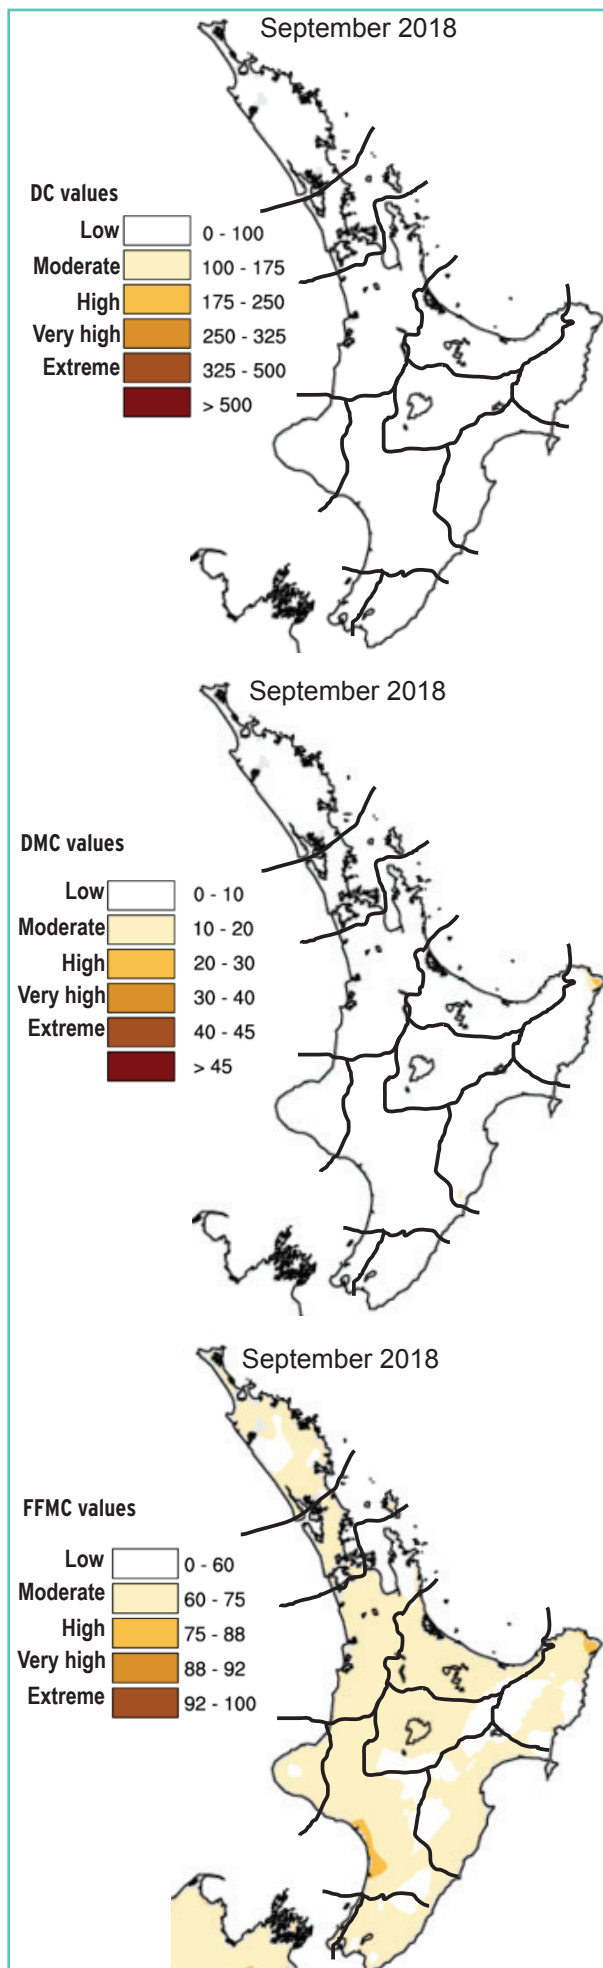 September 2018
DC values
Low 0 - 100
Moderate 100 - 175
High 175 - 250
Very high 250 - 325
Extreme 325 - 500
> 500
September 2018
DMC values
Low 0 - 10
Moderate 10 - 20
High 20 - 30
Very high 30 - 40
Extreme 40 - 45
> 45
September 2018
FFMC values
Low 0 - 60
Moderate 60 - 75
High 75 - 88
Very high 88 - 92
Extreme 92 - 100